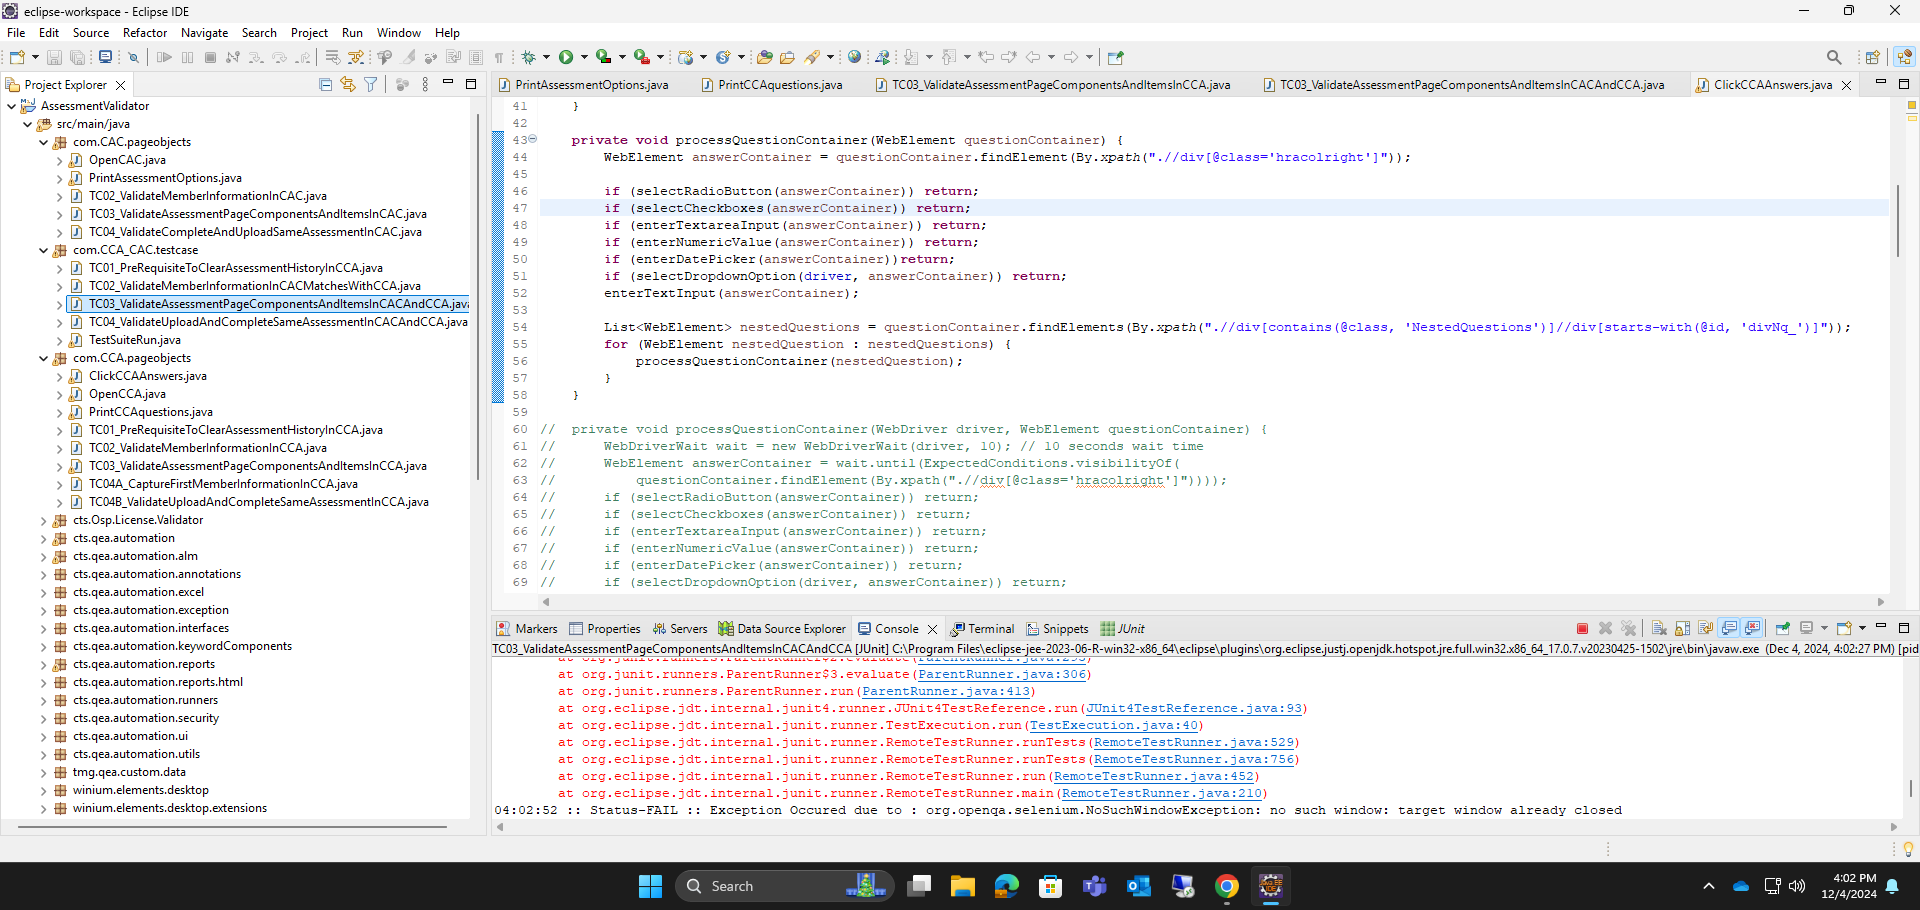 eclipse-workspace - Eclipse IDE
File Edit Source Refactor Navigate Search Project Run Window Help
Project Explorer
AssessmentValidator
src/main/java
com.CAC.pageobjects
OpenCAC.java
PrintAssessmentOptions.java
TC02_ValidateMemberInformationInCAC.java
TC03_ValidateAssessmentPageComponentsAndItemsInCAC.java
TC04_ValidateCompleteAndUploadSameAssessmentInCAC.java
com.CCA_CAC.testcase
TC01_PreRequisiteToClearAssessmentHistoryInCCA.java
TC02_ValidateMemberInformationInCACMatchesWithCCA.java
TC03_ValidateAssessmentPageComponentsAndItemsInCACAndCCA.java
TC04_ValidateUploadAndCompleteSameAssessmentInCACAndCCA.java
TestSuiteRun.java
com.CCA.pageobjects
ClickCCAAnswers.java
OpenCCA.java
PrintCCAquestions.java
TC01_PreRequisiteToClearAssessmentHistoryInCCA.java
TC02_ValidateMemberInformationInCCA.java
TC03_ValidateAssessmentPageComponentsAndItemsInCCA.java
TC04A_CaptureFirstMemberInformationInCCA.java
TC04B_ValidateUploadAndCompleteSameAssessmentInCCA.java
cts.Osp.License.Validator
cts.qea.automation
cts.qea.automation.alm
cts.qea.automation.annotations
cts.qea.automation.excel
cts.qea.automation.exception
cts.qea.automation.interfaces
cts.qea.automation.keywordComponents
cts.qea.automation.reports
cts.qea.automation.reports.html
cts.qea.automation.runners
cts.qea.automation.security
cts.qea.automation.ui
cts.qea.automation.utils
tmg.qea.custom.data
winium.elements.desktop
winium.elements.desktop.extensions
PrintAssessmentOptions.java PrintCCAquestions.java TC03_ValidateAssessmentPageComponentsAndItemsInCCA.java TC03_ValidateAssessmentPageComponentsAndItemsInCACAndCCA.java ClickCCAAnswers.java
41 }
42
43 private void processQuestionContainer(WebElement questionContainer) {
44 WebElement answerContainer = questionContainer.findElement(By.xpath(".//div[@class='hracolright']"));
45
46 if (selectRadioButton(answerContainer)) return;
47 if (selectCheckboxes(answerContainer)) return;
48 if (enterTextareaInput(answerContainer)) return;
49 if (enterNumericValue(answerContainer)) return;
50 if (enterDatePicker(answerContainer))return;
51 if (selectDropdownOption(driver, answerContainer)) return;
52 enterTextInput(answerContainer);
53
54 List<WebElement> nestedQuestions = questionContainer.findElements(By.xpath(".//div[contains(@class, 'NestedQuestions')]//div[starts-with(@id, 'divNq_')]"));
55 for (WebElement nestedQuestion : nestedQuestions) {
56 processQuestionContainer(nestedQuestion);
57 }
58 }
59
60 // private void processQuestionContainer(WebDriver driver, WebElement questionContainer) {
61 // WebDriverWait wait = new WebDriverWait(driver, 10); // 10 seconds wait time
62 // WebElement answerContainer = wait.until(ExpectedConditions.visibilityOf(
63 // questionContainer.findElement(By.xpath(".//div[@class='hracolright']"))));
64 // if (selectRadioButton(answerContainer)) return;
65 // if (selectCheckboxes(answerContainer)) return;
66 // if (enterTextareaInput(answerContainer)) return;
67 // if (enterNumericValue(answerContainer)) return;
68 // if (enterDatePicker(answerContainer)) return;
69 // if (selectDropdownOption(driver, answerContainer)) return;
Markers Properties Servers Data Source Explorer Console Terminal Snippets JUnit
TC03_ValidateAssessmentPageComponentsAndItemsInCACAndCCA [JUnit] C:\Program Files\eclipse-jee-2023-06-R-win32-x86_64\eclipse\plugins\org.eclipse.justj.openjdk.hotspot.jre.full.win32.x86_64_17.0.7.v20230425-1502\jre\bin\javaw.exe (Dec 4, 2024, 4:02:27 PM) [pid
at org.junit.runners.ParentRunner$2.evaluate(ParentRunner.java:293)
at org.junit.runners.ParentRunner$3.evaluate(ParentRunner.java:306)
at org.junit.runners.ParentRunner.run(ParentRunner.java:413)
at org.eclipse.jdt.internal.junit4.runner.JUnit4TestReference.run(JUnit4TestReference.java:93)
at org.eclipse.jdt.internal.junit.runner.TestExecution.run(TestExecution.java:40)
at org.eclipse.jdt.internal.junit.runner.RemoteTestRunner.runTests(RemoteTestRunner.java:529)
at org.eclipse.jdt.internal.junit.runner.RemoteTestRunner.runTests(RemoteTestRunner.java:756)
at org.eclipse.jdt.internal.junit.runner.RemoteTestRunner.run(RemoteTestRunner.java:452)
at org.eclipse.jdt.internal.junit.runner.RemoteTestRunner.main(RemoteTestRunner.java:210)
04:02:52 :: Status-FAIL :: Exception Occured due to : org.openqa.selenium.NoSuchWindowException: no such window: target window already closed
Search
4:02 PM
12/4/2024